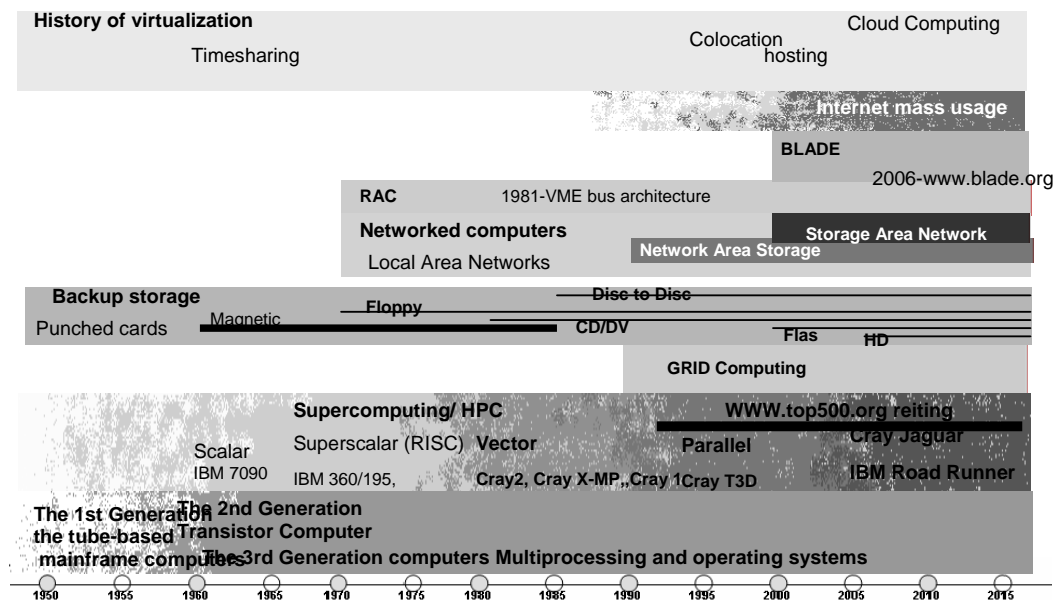 History of virtualization
Cloud Computing
Timesharing
Colocation
hosting
Internet mass usage
BLADE
2006-www.blade.org
RAC
1981-VME bus architecture
Networked computers
Storage Area Network
Network Area Storage
Local Area Networks
Backup storage
Disc to Disc
Floppy
Punched cards
Magnetic
CD/DV
Flas
HD
GRID Computing
Supercomputing/ HPC
WWW.top500.org reiting
Scalar
Superscalar (RISC)
Vector
Parallel
Cray Jaguar
IBM 7090
IBM 360/195,
Cray2, Cray X-MP,,Cray 1
Cray T3D
IBM Road Runner
The 1st Generation
the tube-based
mainframe computers
The 2nd Generation
Transistor Computer
The 3rd Generation computers Multiprocessing and operating systems
1950 1955 1960 1965 1970 1975 1980 1985 1990 1995 2000 2005 2010 2015